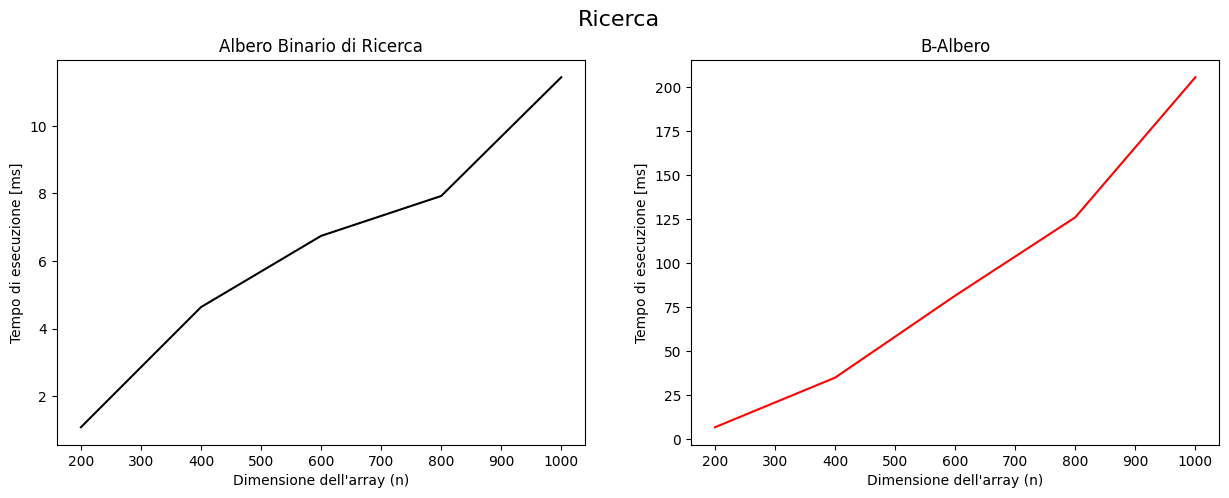 Ricerca
Albero Binario di Ricerca
Tempo di esecuzione [ms]
10
8
6
4
2
200 300 400 500 600 700 800 900 1000
Dimensione dell'array (n)
B-Albero
Tempo di esecuzione [ms]
200
175
150
125
100
75
50
25
0
200 300 400 500 600 700 800 900 1000
Dimensione dell'array (n)